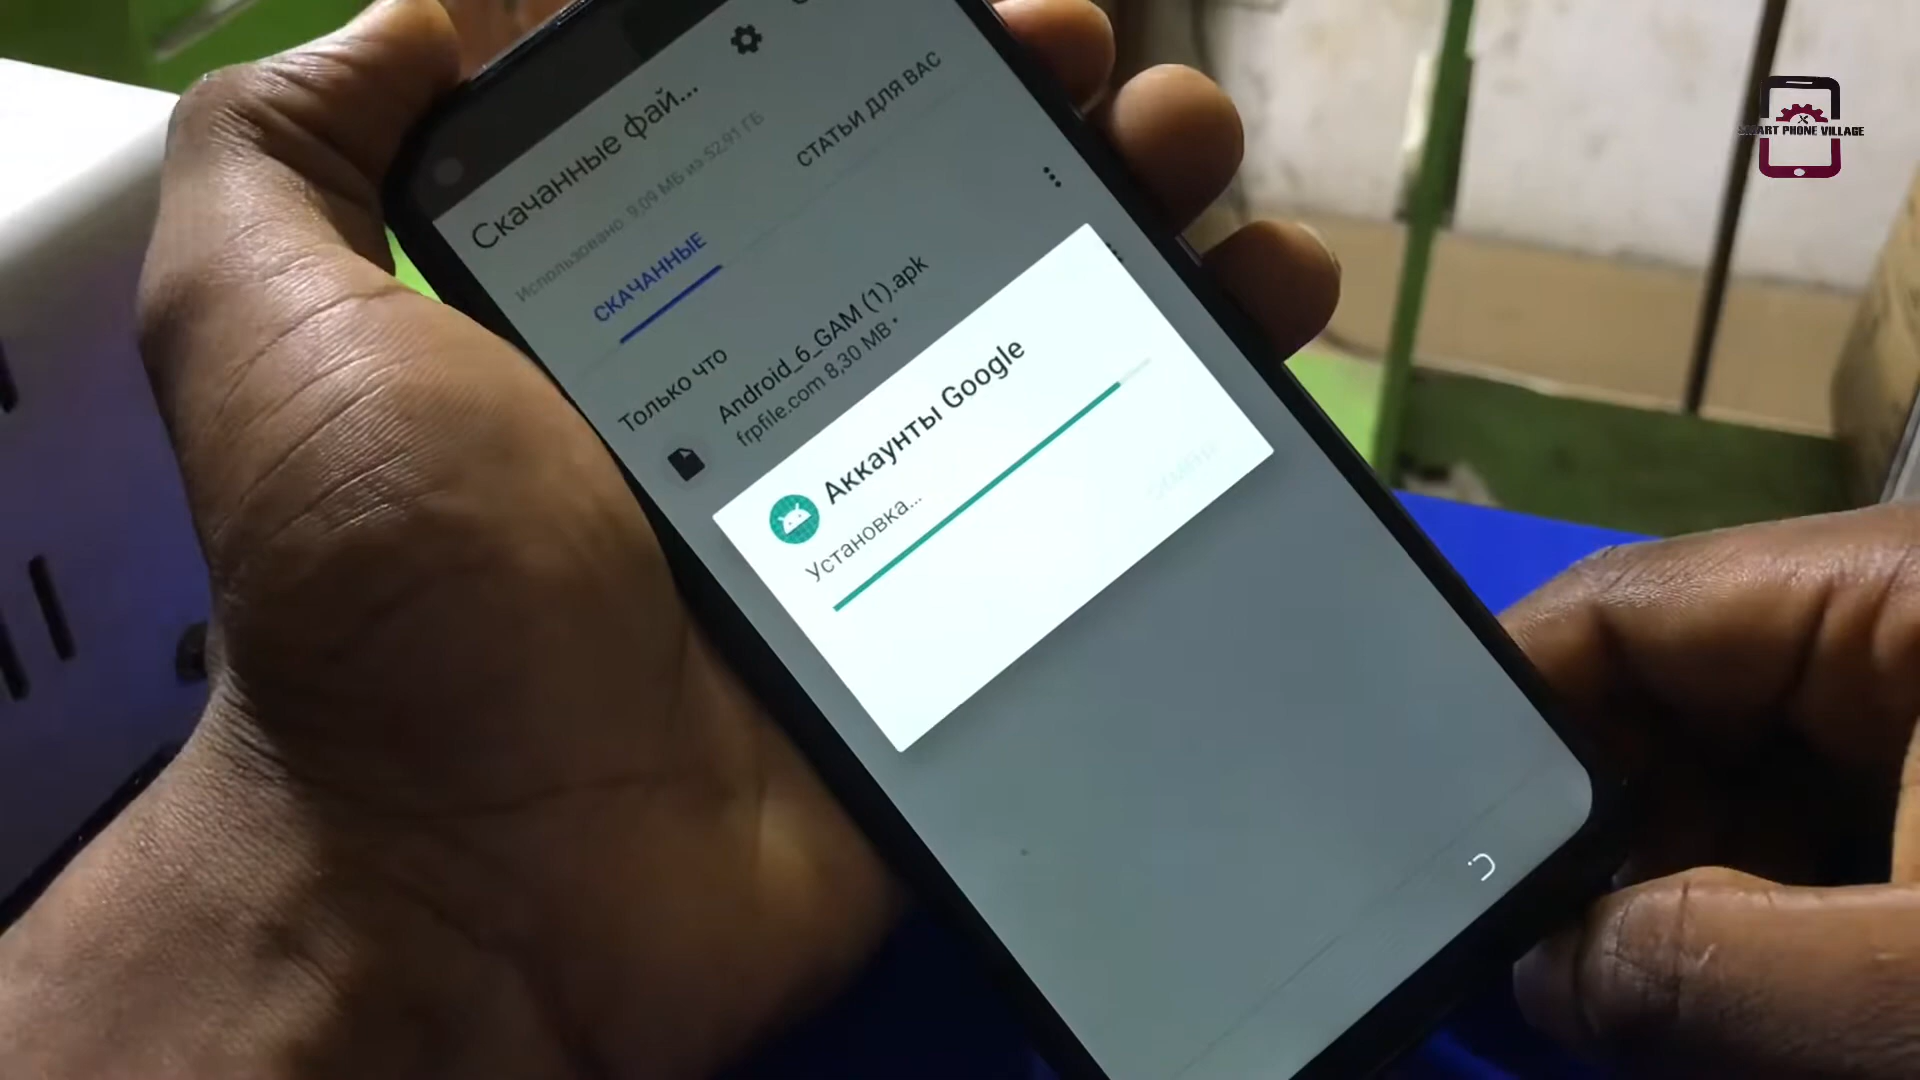 Скачанные фай...
Использовано: 9,09 МБ из 52,91 ГБ
СКАЧАННЫЕ
СТАТЬИ ДЛЯ ВАС
Только что
Android_6_GAM (1).apk
frpfile.com 8,30 MB •
Аккаунты Google
Установка...
SMART PHONE VILLAGE